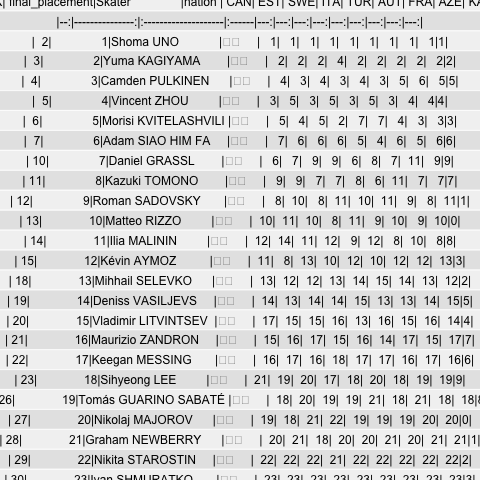 final_placement|Skater |nation | CAN| EST| SWE| ITA| TUR| AUT| FRA| AZE|
|--:|---------------:|:--------------------:|------:|---:|---:|---:|---:|---:|---:|---:|---:|
| 2| 1|Shoma UNO | 1| 1| 1| 1| 1| 1| 1| 1|1|
| 3| 2|Yuma KAGIYAMA | 2| 2| 2| 4| 2| 2| 2| 2|2|
| 4| 3|Camden PULKINEN | 4| 3| 4| 3| 4| 3| 5| 6| 5|5|
| 5| 4|Vincent ZHOU | 3| 5| 3| 5| 3| 5| 3| 4| 4|4|
| 6| 5|Morisi KVITELASHVILI | 5| 4| 5| 2| 7| 7| 4| 3| 3|3|
| 7| 6|Adam SIAO HIM FA | 7| 6| 6| 6| 5| 4| 6| 5| 6|6|
| 10| 7|Daniel GRASSL | 6| 7| 9| 9| 6| 8| 7| 11| 9|9|
| 11| 8|Kazuki TOMONO | 9| 9| 7| 7| 8| 6| 11| 7| 7|7|
| 12| 9|Roman SADOVSKY | 8| 10| 8| 11| 10| 11| 9| 8| 11|1|
| 13| 10|Matteo RIZZO | 10| 11| 10| 8| 11| 9| 10| 9| 10|0|
| 14| 11|Ilia MALININ | 12| 14| 11| 12| 9| 12| 8| 10| 8|8|
| 15| 12|Kévin AYMOZ | 11| 8| 13| 10| 12| 10| 12| 12| 13|3|
| 18| 13|Mihhail SELEVKO | 13| 12| 12| 13| 14| 15| 14| 13| 12|2|
| 19| 14|Deniss VASILJEVS | 14| 13| 14| 14| 15| 13| 13| 14| 15|5|
| 20| 15|Vladimir LITVINTSEV | 17| 15| 15| 16| 13| 16| 15| 16| 14|4|
| 21| 16|Maurizio ZANDRON | 15| 16| 17| 15| 16| 14| 17| 15| 17|7|
| 22| 17|Keegan MESSING | 16| 17| 16| 18| 17| 17| 16| 17| 16|6|
| 23| 18|Sihyeong LEE | 21| 19| 20| 17| 18| 20| 18| 19| 19|9|
26| 19|Tomás GUARINO SABATÉ | 18| 20| 19| 19| 21| 18| 21| 18| 18|
| 27| 20|Nikolaj MAJOROV | 19| 18| 21| 22| 19| 19| 19| 20| 20|0|
| 28| 21|Graham NEWBERRY | 20| 21| 18| 20| 20| 21| 20| 21| 21|1|
| 29| 22|Nikita STAROSTIN | 22| 22| 22| 21| 22| 22| 22| 22| 22|2|